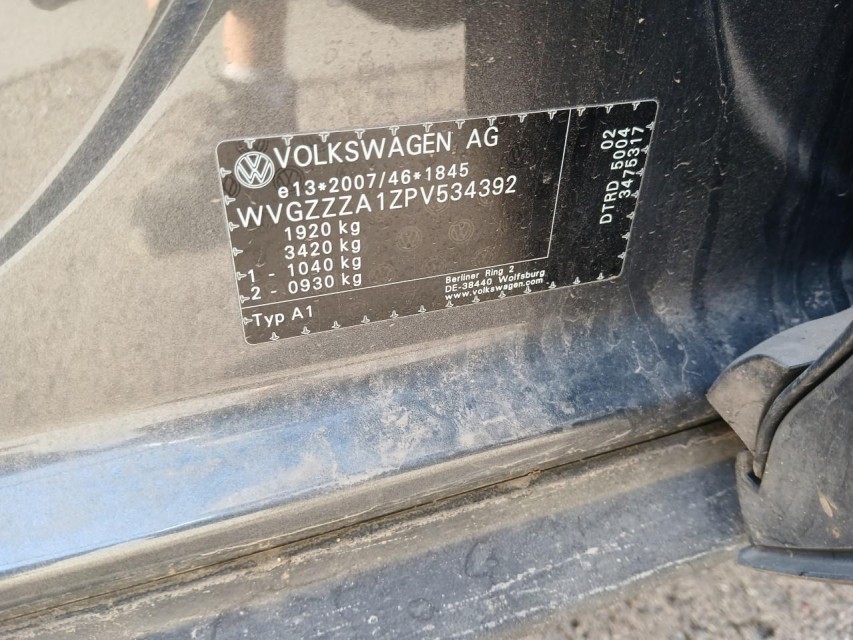 VOLKSWAGEN AG
e13*2007/46*1845
WVGZZZA1ZPV534392
1920 kg
3420 kg
1 - 1040 kg
2 - 0930 kg
Typ A1
Berliner Ring 2
DE-38440 Wolfsburg
www.volkswagen.com
02
DTRD 5004
3475317